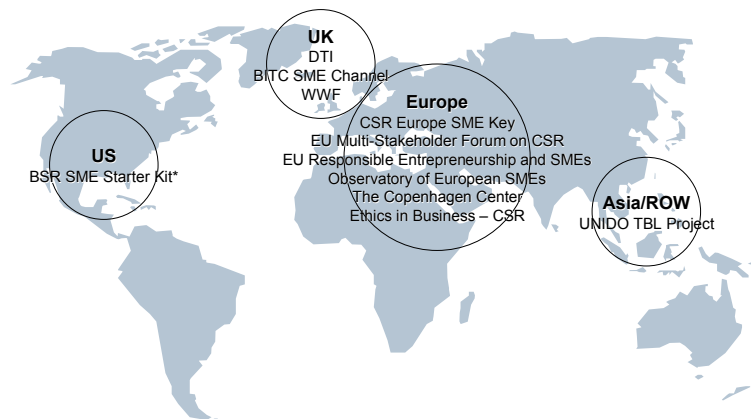 UK
DTI
BITC SME Channel
WWF
Europe
CSR Europe SME Key
EU Multi-Stakeholder Forum on CSR
EU Responsible Entrepreneurship and SMEs
Observatory of European SMEs
The Copenhagen Center
Ethics in Business – CSR
US
BSR SME Starter Kit*
Asia/ROW
UNIDO TBL Project